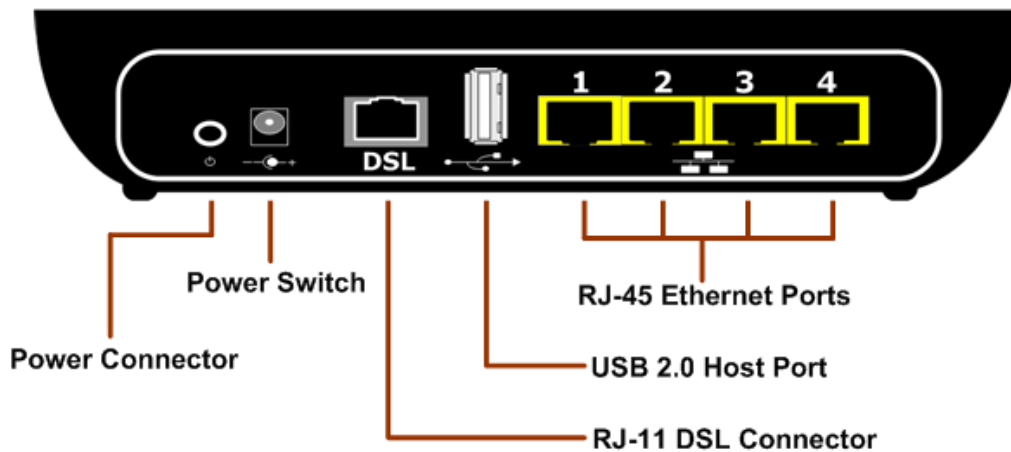 1 2 3 4
DSL
Power Switch
RJ-45 Ethernet Ports
Power Connector
USB 2.0 Host Port
RJ-11 DSL Connector